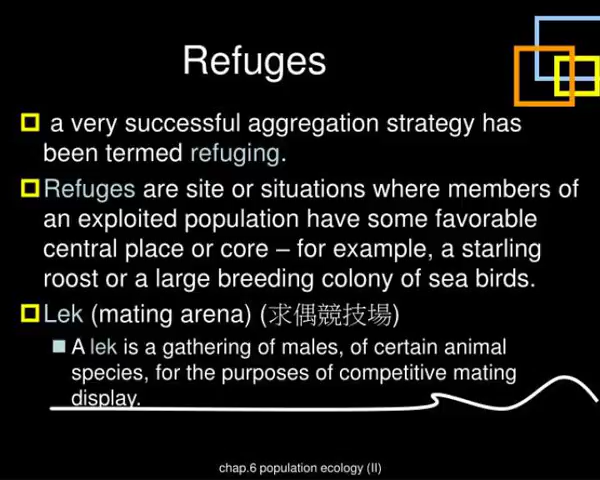 Refuges
a very successful aggregation strategy has
been termed refuging.
Refuges are site or situations where members of
an exploited population have some favorable
central place or core – for example, a starling
roost or a large breeding colony of sea birds.
Lek (mating arena) (求偶競技場)
A lek is a gathering of males, of certain animal
species, for the purposes of competitive mating
display.
chap.6 population ecology (II)